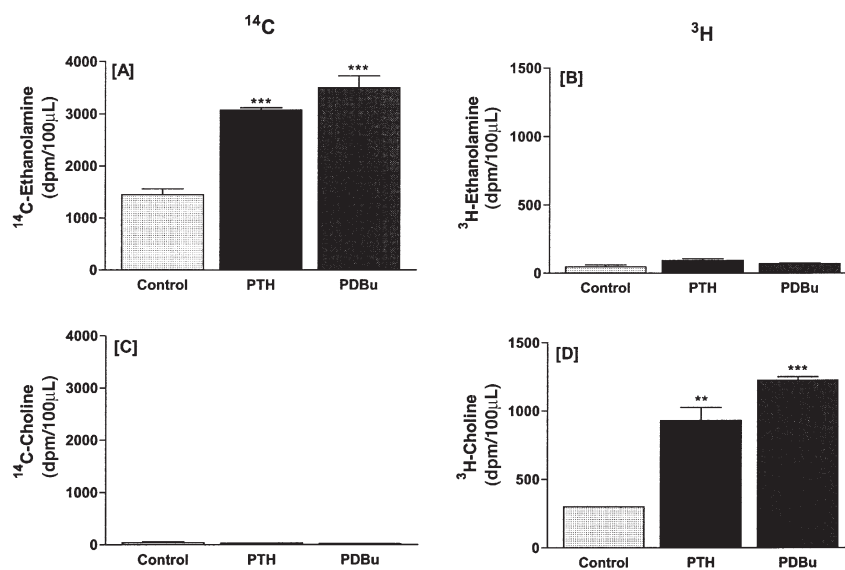 ¹⁴C
³H
[A]
¹⁴C-Ethanolamine
(dpm/100µL)
4000
3000
2000
1000
0
***
***
Control PTH PDBu
[B]
³H-Ethanolamine
(dpm/100µL)
1500
1000
500
0
Control PTH PDBu
[C]
¹⁴C-Choline
(dpm/100µL)
4000
3000
2000
1000
0
Control PTH PDBu
[D]
³H-Choline
(dpm/100µL)
1500
1000
500
0
**
***
Control PTH PDBu